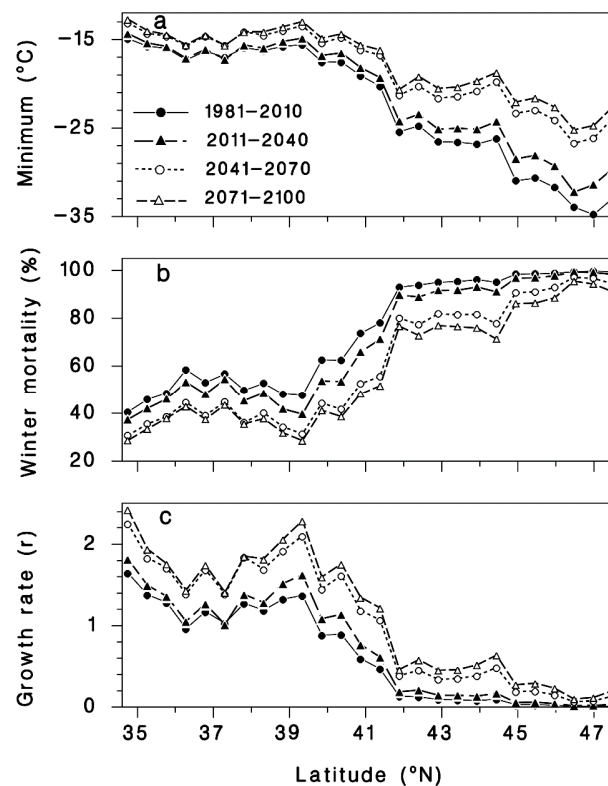 a
−15
−25
−35
Minimum (°C)
1981−2010
2011−2040
2041−2070
2071−2100
b
100
80
60
40
20
Winter mortality (%)
c
2
1
0
Growth rate (r)
35 37 39 41 43 45 47
Latitude (ºN)